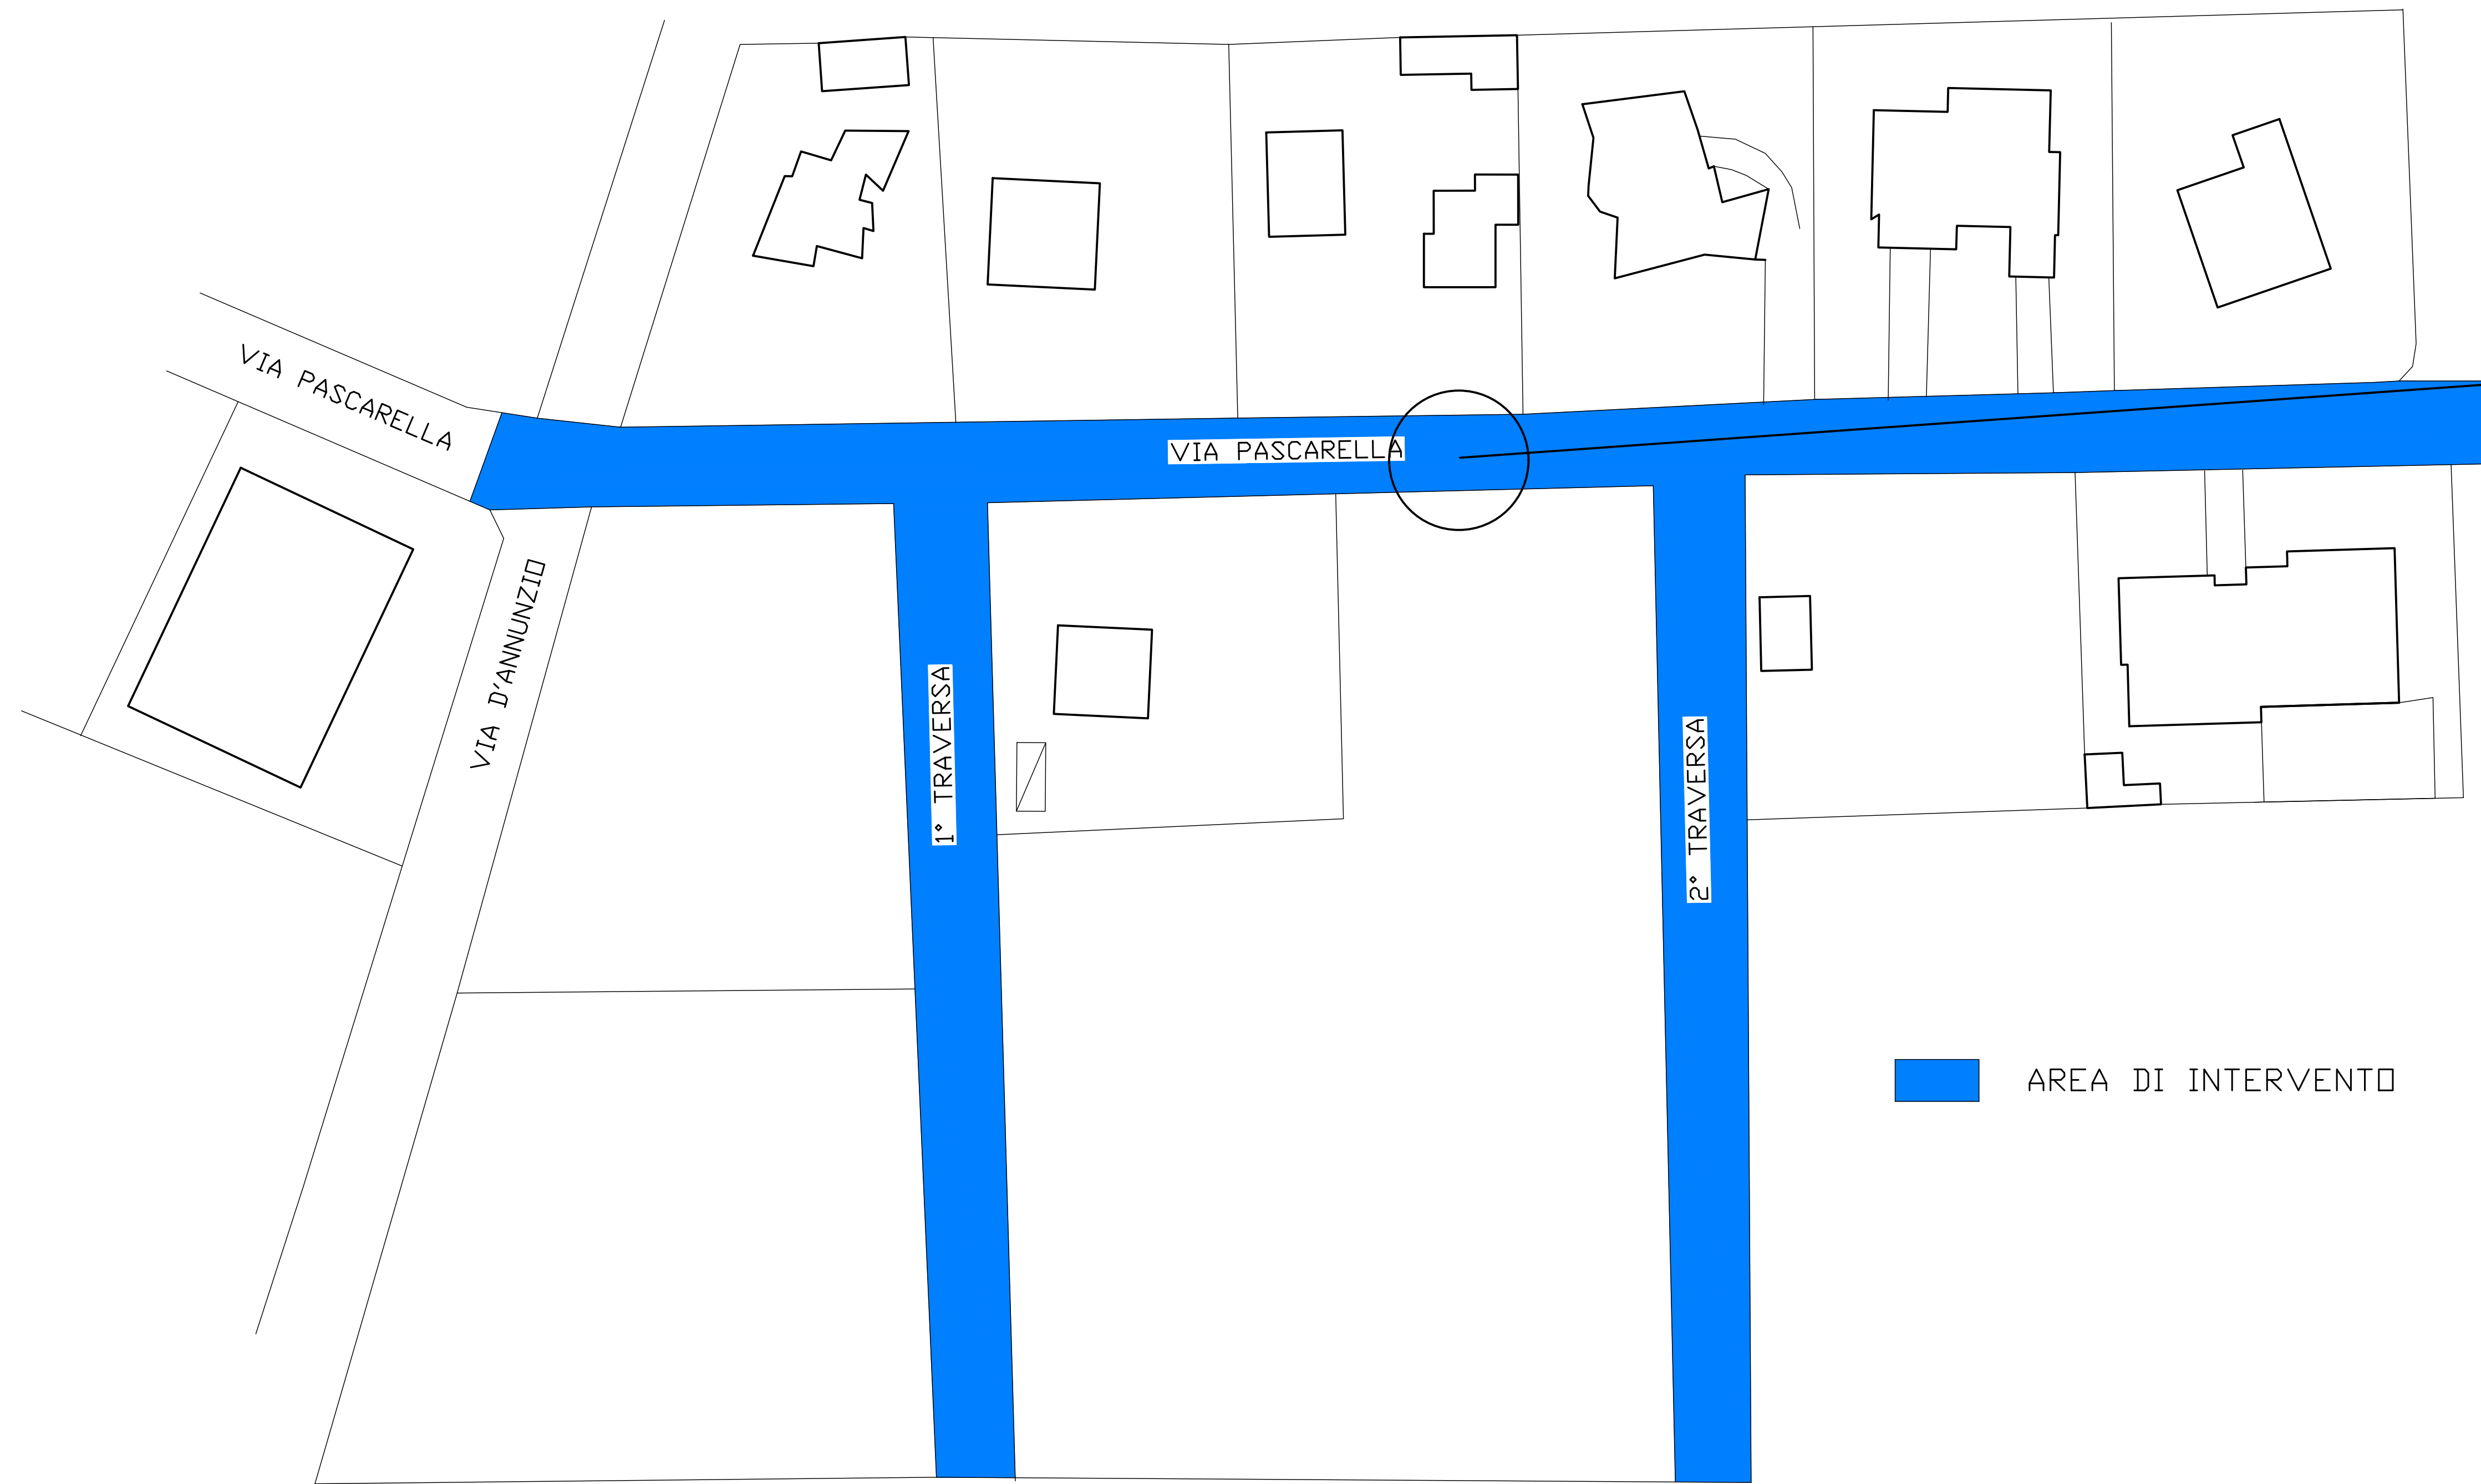 VIA PASCARELLA
VIA PASCARELLA
VIA D'ANNUNZIO
1° TRAVERSA
2° TRAVERSA
AREA DI INTERVENTO